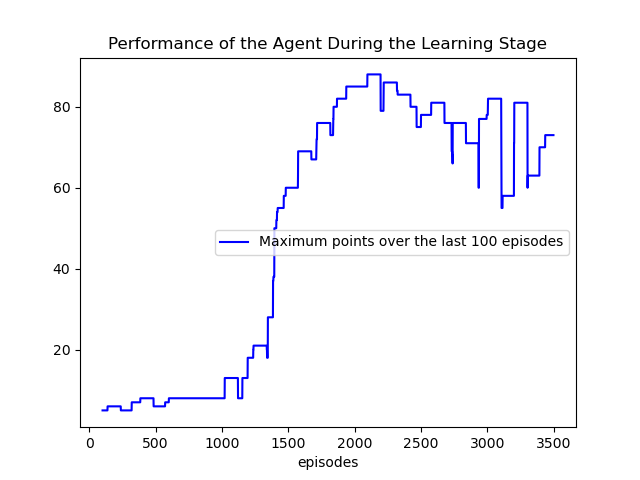 Performance of the Agent During the Learning Stage
80
60
40
20
Maximum points over the last 100 episodes
0 500 1000 1500 2000 2500 3000 3500
episodes